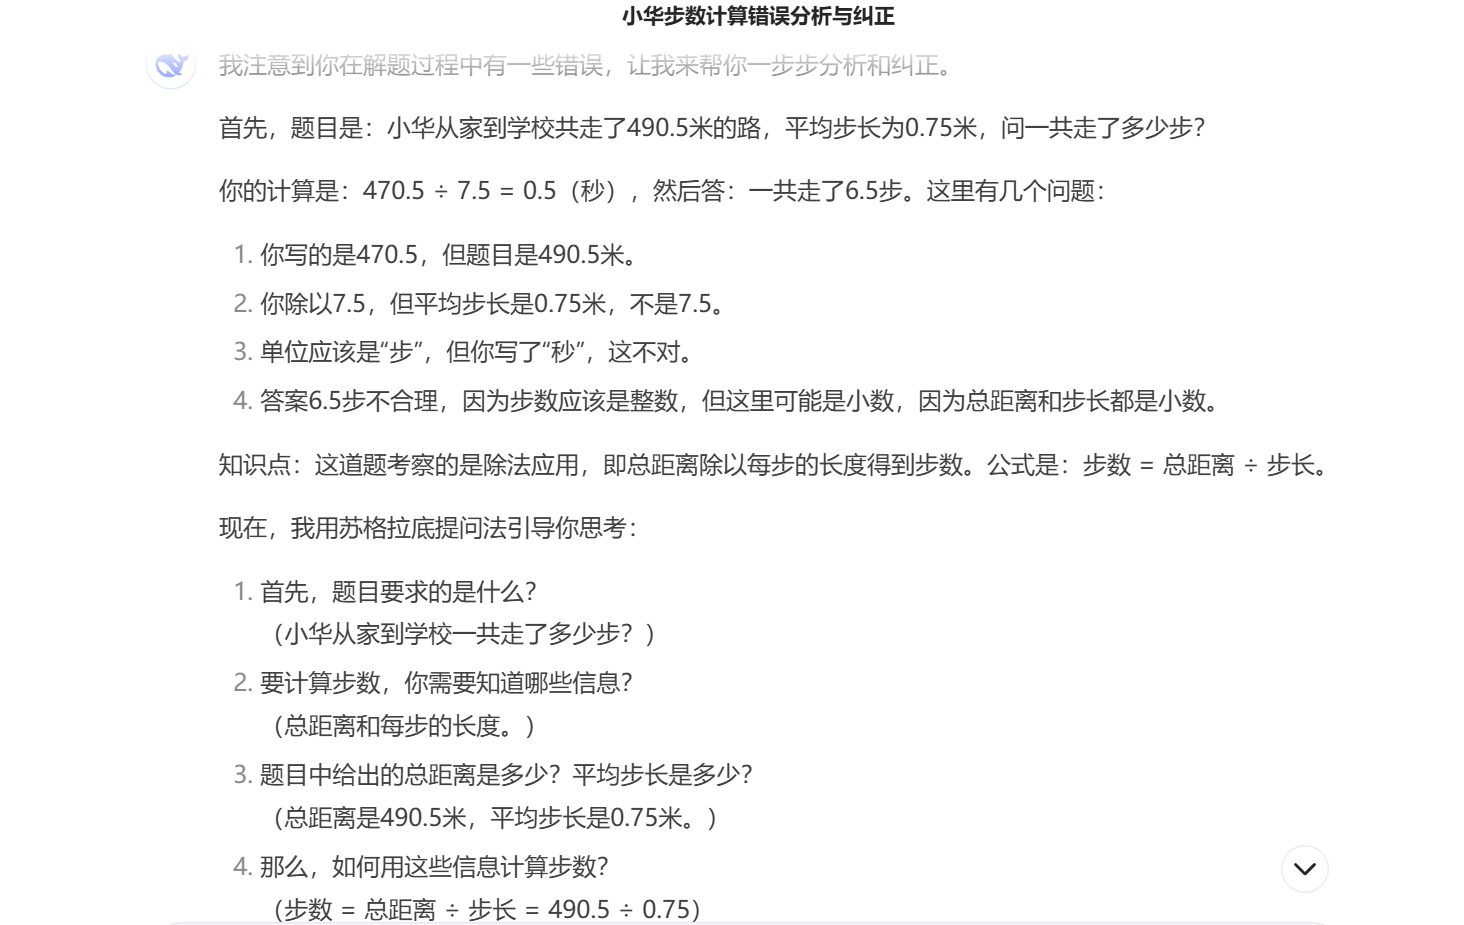 小华步数计算错误分析与纠正
我注意到你在解题过程中有一些错误，让我来帮你一步步分析和纠正。
首先，题目是：小华从家到学校共走了490.5米的路，平均步长为0.75米，问一共走了多少步？
你的计算是：470.5 ÷ 7.5 = 0.5（秒），然后答：一共走了6.5步。这里有几个问题：
1. 你写的是470.5，但题目是490.5米。
2. 你除以7.5，但平均步长是0.75米，不是7.5。
3. 单位应该是“步”，但你写了“秒”，这不对。
4. 答案6.5步不合理，因为步数应该是整数，但这里可能是小数，因为总距离和步长都是小数。
知识点：这道题考察的是除法应用，即总距离除以每步的长度得到步数。公式是：步数 = 总距离 ÷ 步长。
现在，我用苏格拉底提问法引导你思考：
1. 首先，题目要求的是什么？
（小华从家到学校一共走了多少步？）
2. 要计算步数，你需要知道哪些信息？
（总距离和每步的长度。）
3. 题目中给出的总距离是多少？平均步长是多少？
（总距离是490.5米，平均步长是0.75米。）
4. 那么，如何用这些信息计算步数？
（步数 = 总距离 ÷ 步长 = 490.5 ÷ 0.75）